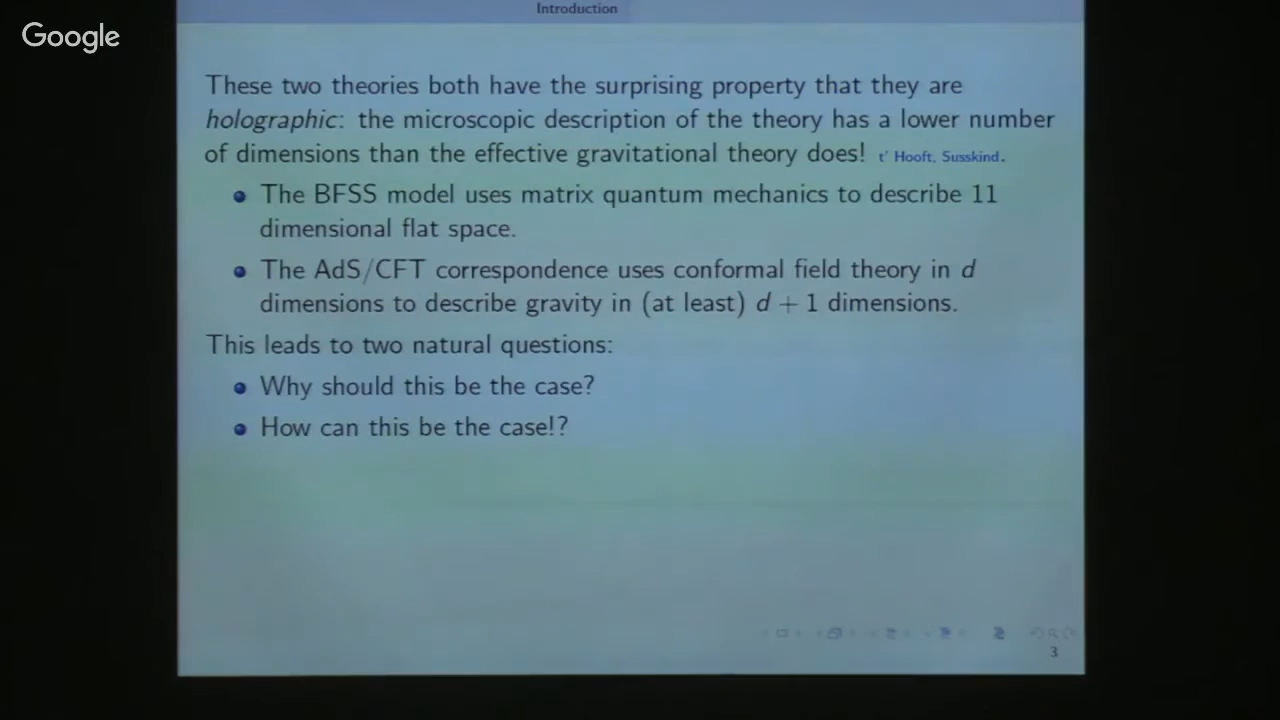 Introduction
Google
These two theories both have the surprising property that they are
holographic: the microscopic description of the theory has a lower number
of dimensions than the effective gravitational theory does! t' Hooft, Susskind.
The BFSS model uses matrix quantum mechanics to describe 11
dimensional flat space.
The AdS/CFT correspondence uses conformal field theory in d
dimensions to describe gravity in (at least) d + 1 dimensions.
This leads to two natural questions:
Why should this be the case?
How can this be the case!?
3